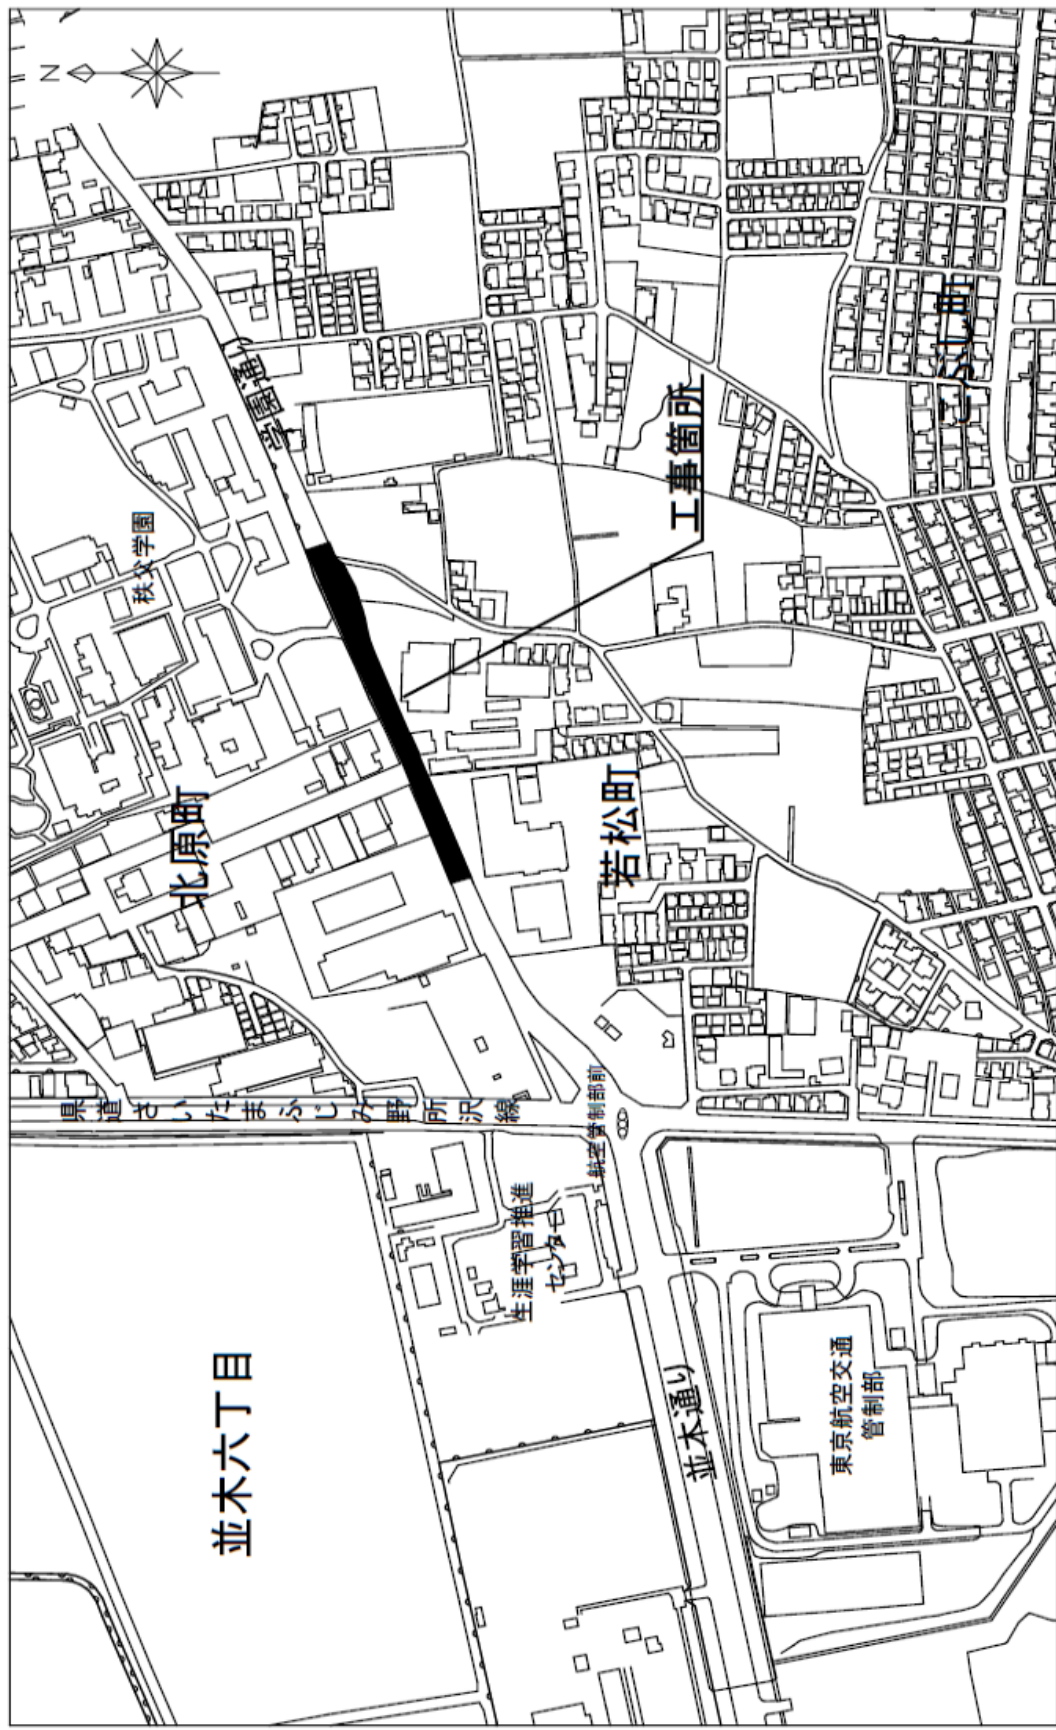 N
秩父学園
学園通り
北原町
工事箇所
こぶし町
若松町
県道さいたまふじみ野所沢線
航空管制部前
生涯学習推進
センター
並木六丁目
並木通り
東京航空交通
管制部